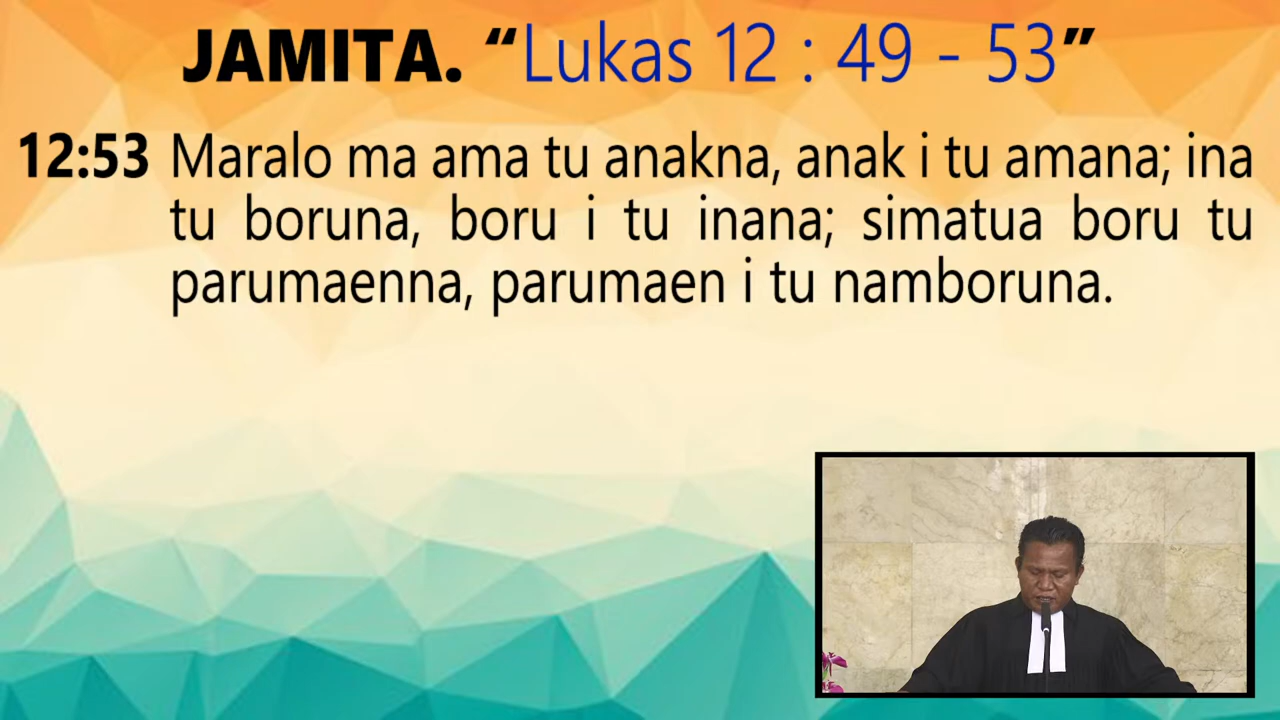 JAMITA. “Lukas 12 : 49 - 53”
12:53 Maralo ma ama tu anakna, anak i tu amana; ina
tu boruna, boru i tu inana; simatua boru tu
parumaenna, parumaen i tu namboruna.